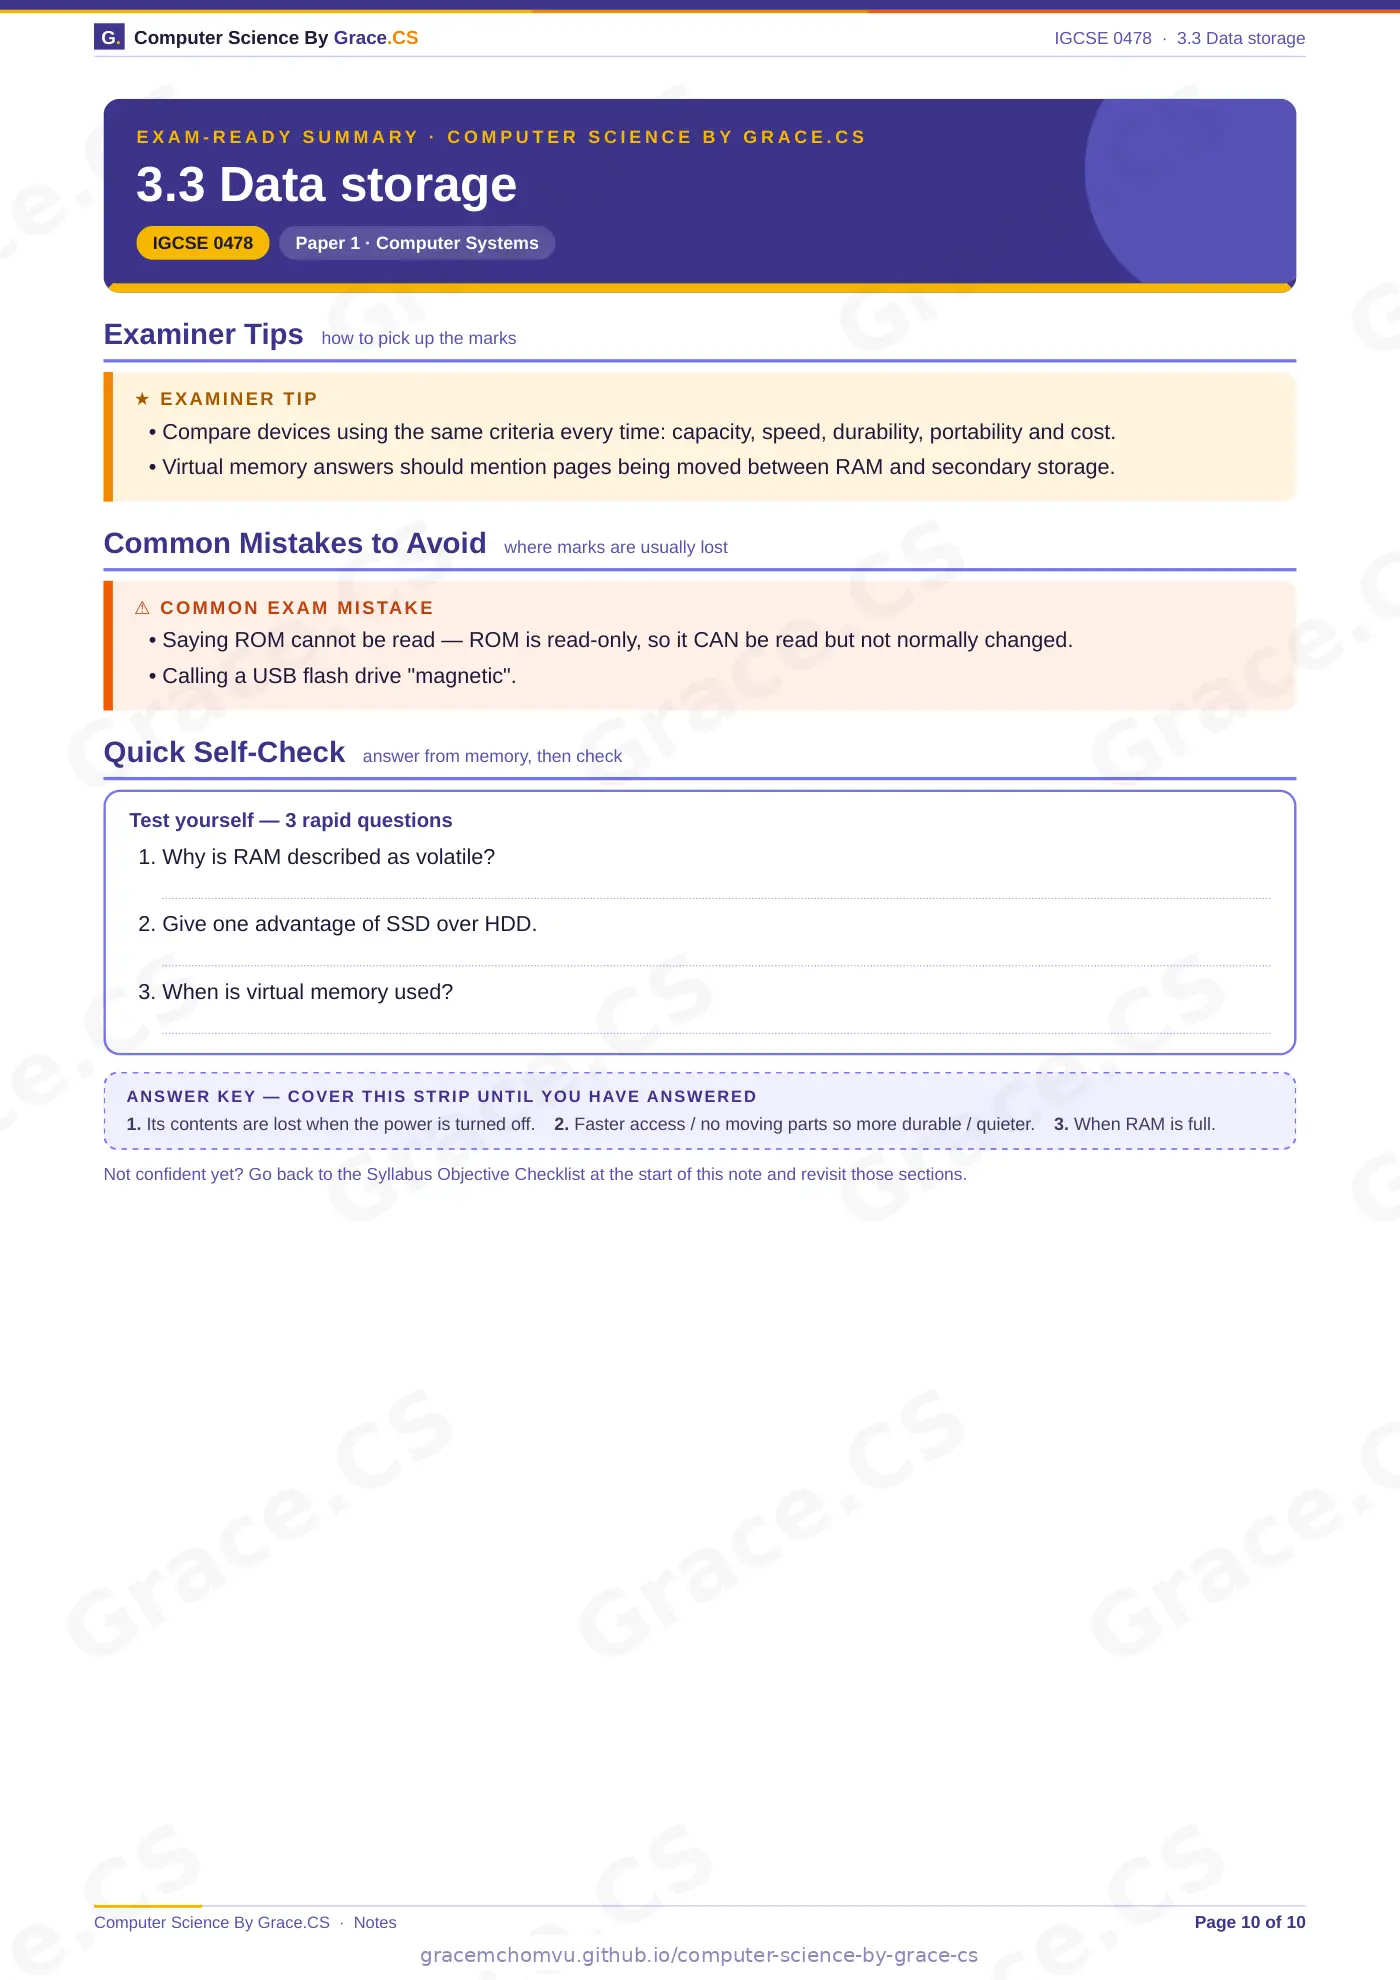 G. Computer Science By Grace.CS
IGCSE 0478 · 3.3 Data storage
EXAM-READY SUMMARY · COMPUTER SCIENCE BY GRACE.CS
3.3 Data storage
IGCSE 0478 Paper 1 · Computer Systems
Examiner Tips how to pick up the marks
★ EXAMINER TIP
• Compare devices using the same criteria every time: capacity, speed, durability, portability and cost.
• Virtual memory answers should mention pages being moved between RAM and secondary storage.
Common Mistakes to Avoid where marks are usually lost
⚠ COMMON EXAM MISTAKE
• Saying ROM cannot be read — ROM is read-only, so it CAN be read but not normally changed.
• Calling a USB flash drive "magnetic".
Quick Self-Check answer from memory, then check
Test yourself — 3 rapid questions
1. Why is RAM described as volatile?
2. Give one advantage of SSD over HDD.
3. When is virtual memory used?
ANSWER KEY — COVER THIS STRIP UNTIL YOU HAVE ANSWERED
1. Its contents are lost when the power is turned off. 2. Faster access / no moving parts so more durable / quieter. 3. When RAM is full.
Not confident yet? Go back to the Syllabus Objective Checklist at the start of this note and revisit those sections.
Computer Science By Grace.CS · Notes
Page 10 of 10
gracemchomvu.github.io/computer-science-by-grace-cs